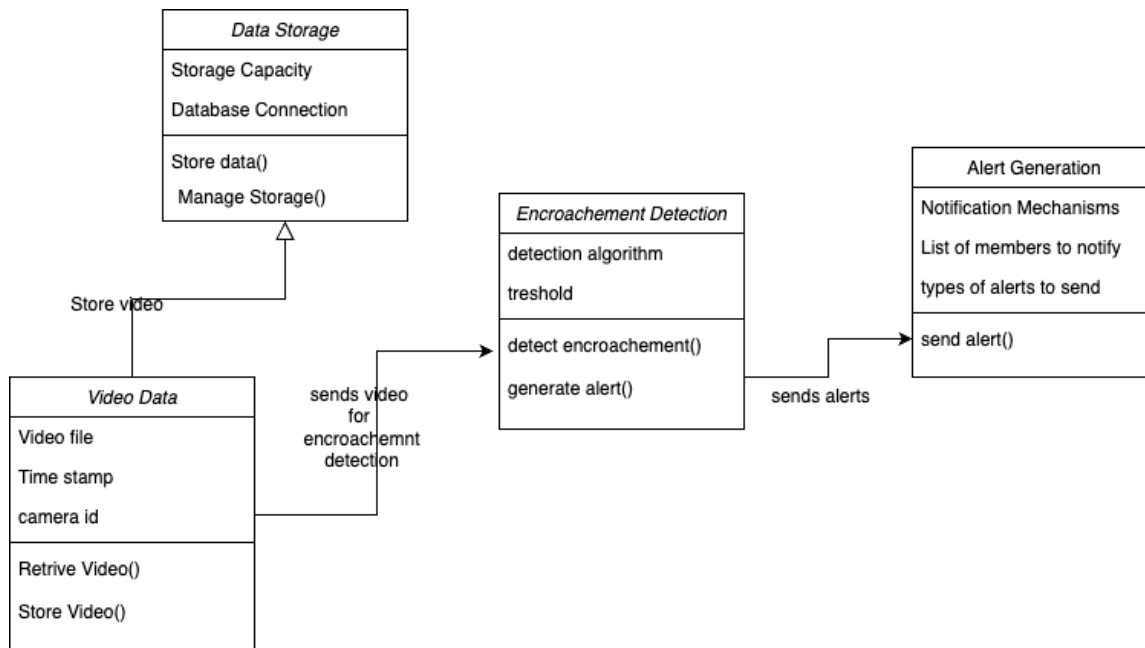 Data Storage
Storage Capacity
Database Connection
Store data()
Manage Storage()
Store video
Video Data
Video file
Time stamp
camera id
Retrive Video()
Store Video()
sends video
for
encroachemnt
detection
Encroachement Detection
detection algorithm
treshold
detect encroachement()
generate alert()
sends alerts
Alert Generation
Notification Mechanisms
List of members to notify
types of alerts to send
send alert()